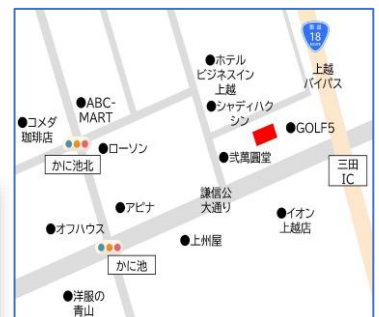 国道
18
●ホテル
ビジネスイン
上越
上越
バイパス
●シャディハク
シン
●ABC-
MART
●コメダ
珈琲店
●ローソン
かに池北
●GOLF5
●弐萬圓堂
三田
IC
謙信公
大通り
●アピナ
●イオン
上越店
●オフハウス
●上州屋
かに池
●洋服の
青山